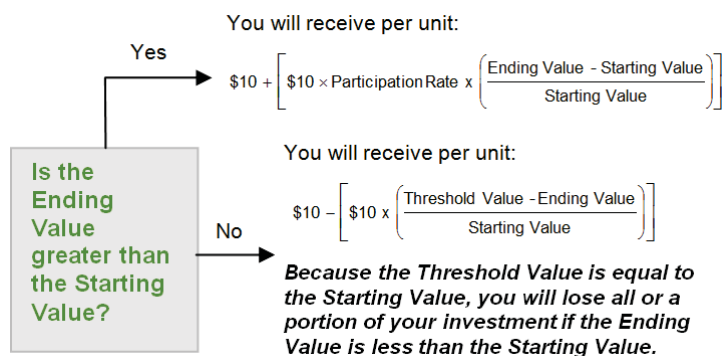 You will receive per unit:
Yes
$10 + [ $10 × Participation Rate x ( Ending Value - Starting Value / Starting Value ) ]
You will receive per unit:
Is the
Ending
Value
greater than
the Starting
Value?
No
$10 – [ $10 x ( Threshold Value - Ending Value / Starting Value ) ]
Because the Threshold Value is equal to
the Starting Value, you will lose all or a
portion of your investment if the Ending
Value is less than the Starting Value.